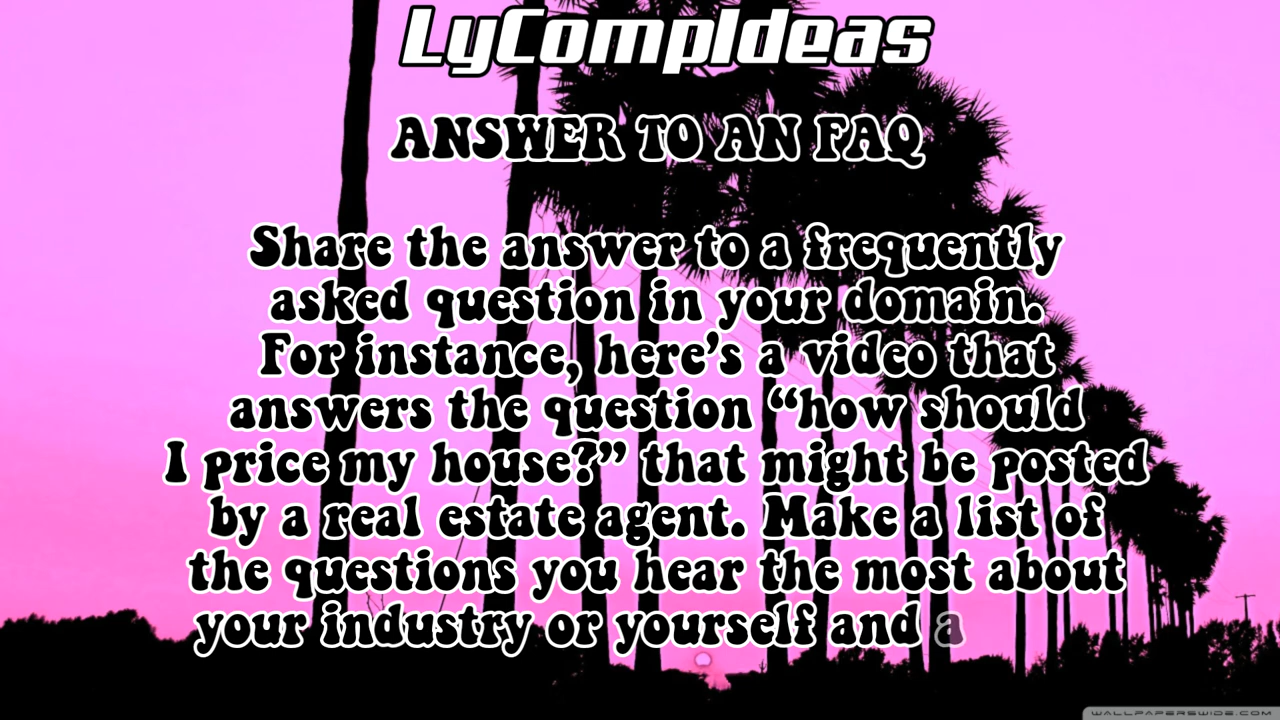 LyCompIdeas
ANSWER TO AN FAQ
Share the answer to a frequently
asked question in your domain.
For instance, here's a video that
answers the question “how should
I price my house?” that might be posted
by a real estate agent. Make a list of
the questions you hear the most about
your industry or yourself and a
WALLPAPERSWIDE.COM